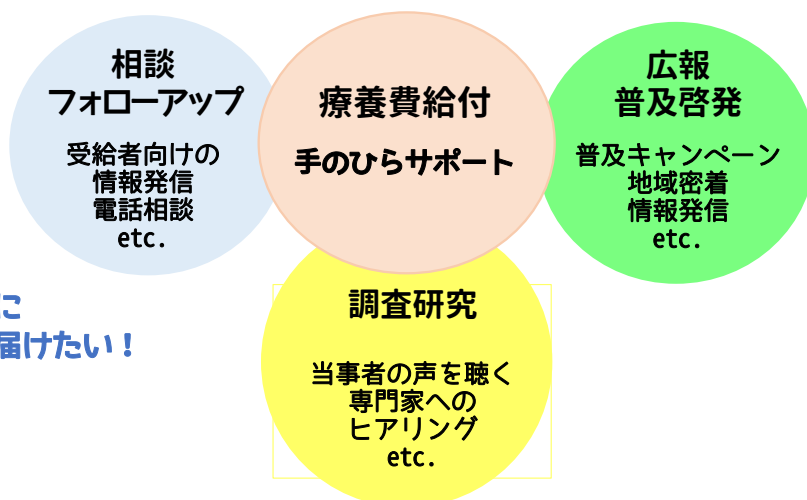 相談
フォローアップ
受給者向けの
情報発信
電話相談
etc.
療養費給付
手のひらサポート
広報
普及啓発
普及キャンペーン
地域密着
情報発信
etc.
に
届けたい！
調査研究
当事者の声を聴く
専門家への
ヒアリング
etc.